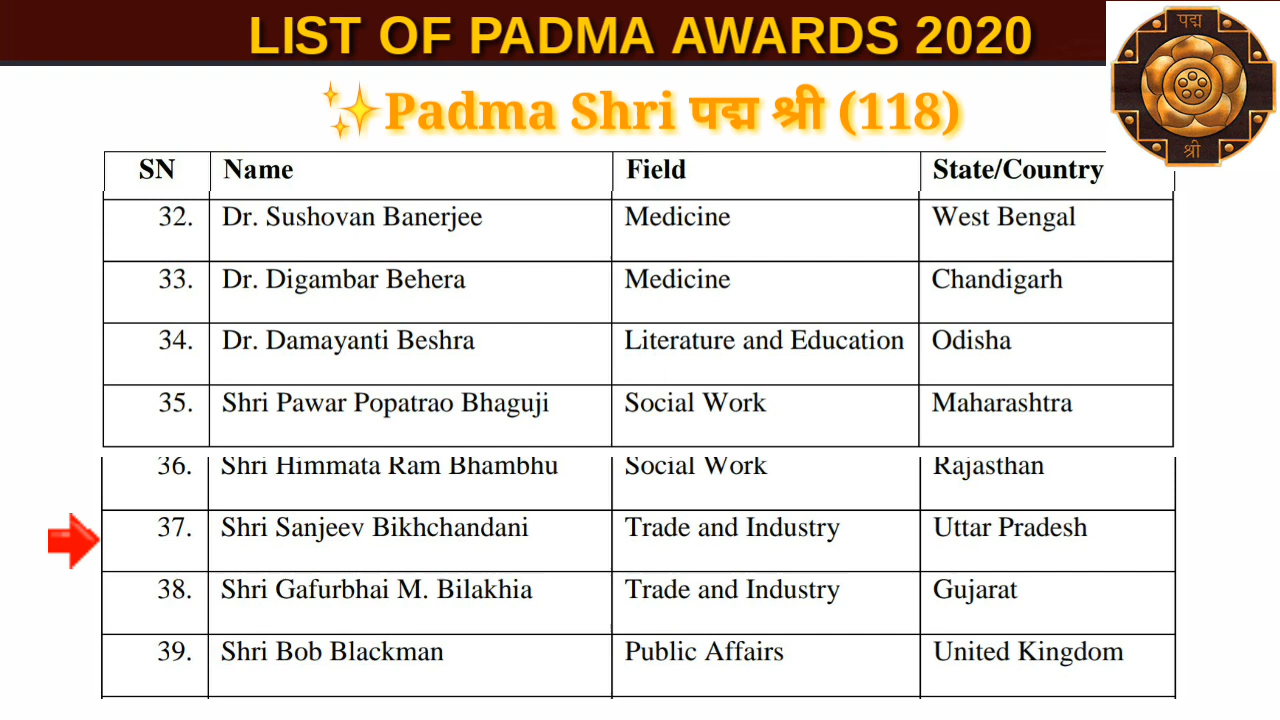 LIST OF PADMA AWARDS 2020
पद्म
✨Padma Shri पद्म श्री (118)
श्री
SN Name Field State/Country
32. Dr. Sushovan Banerjee Medicine West Bengal
33. Dr. Digambar Behera Medicine Chandigarh
34. Dr. Damayanti Beshra Literature and Education Odisha
35. Shri Pawar Popatrao Bhaguji Social Work Maharashtra
36. Shri Himmata Ram Bhambhu Social Work Rajasthan
37. Shri Sanjeev Bikhchandani Trade and Industry Uttar Pradesh
38. Shri Gafurbhai M. Bilakhia Trade and Industry Gujarat
39. Shri Bob Blackman Public Affairs United Kingdom